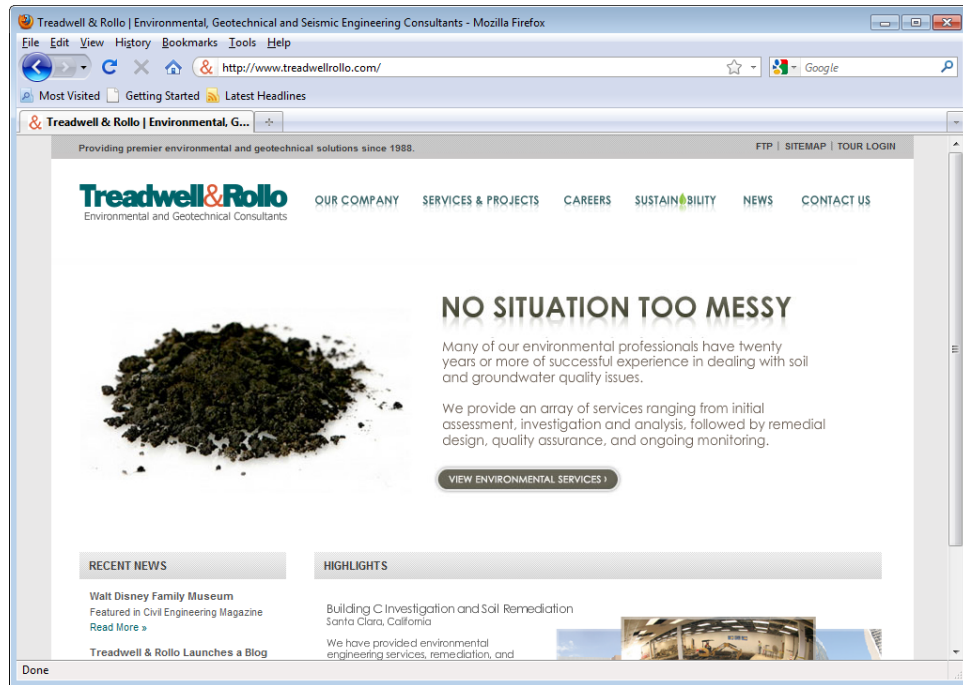 Treadwell & Rollo | Environmental, Geotechnical and Seismic Engineering Consultants - Mozilla Firefox
File Edit View History Bookmarks Tools Help
http://www.treadwellrollo.com/
Google
Most Visited Getting Started Latest Headlines
Treadwell & Rollo | Environmental, G...
Providing premier environmental and geotechnical solutions since 1988.
FTP | SITEMAP | TOUR LOGIN
Treadwell&Rollo
Environmental and Geotechnical Consultants
OUR COMPANY SERVICES & PROJECTS CAREERS SUSTAINABILITY NEWS CONTACT US
NO SITUATION TOO MESSY
Many of our environmental professionals have twenty
years or more of successful experience in dealing with soil
and groundwater quality issues.
We provide an array of services ranging from initial
assessment, investigation and analysis, followed by remedial
design, quality assurance, and ongoing monitoring.
VIEW ENVIRONMENTAL SERVICES ›
RECENT NEWS
Walt Disney Family Museum
Featured in Civil Engineering Magazine
Read More »
Treadwell & Rollo Launches a Blog
HIGHLIGHTS
Building C Investigation and Soil Remediation
Santa Clara, California
We have provided environmental
engineering services, remediation, and
Done